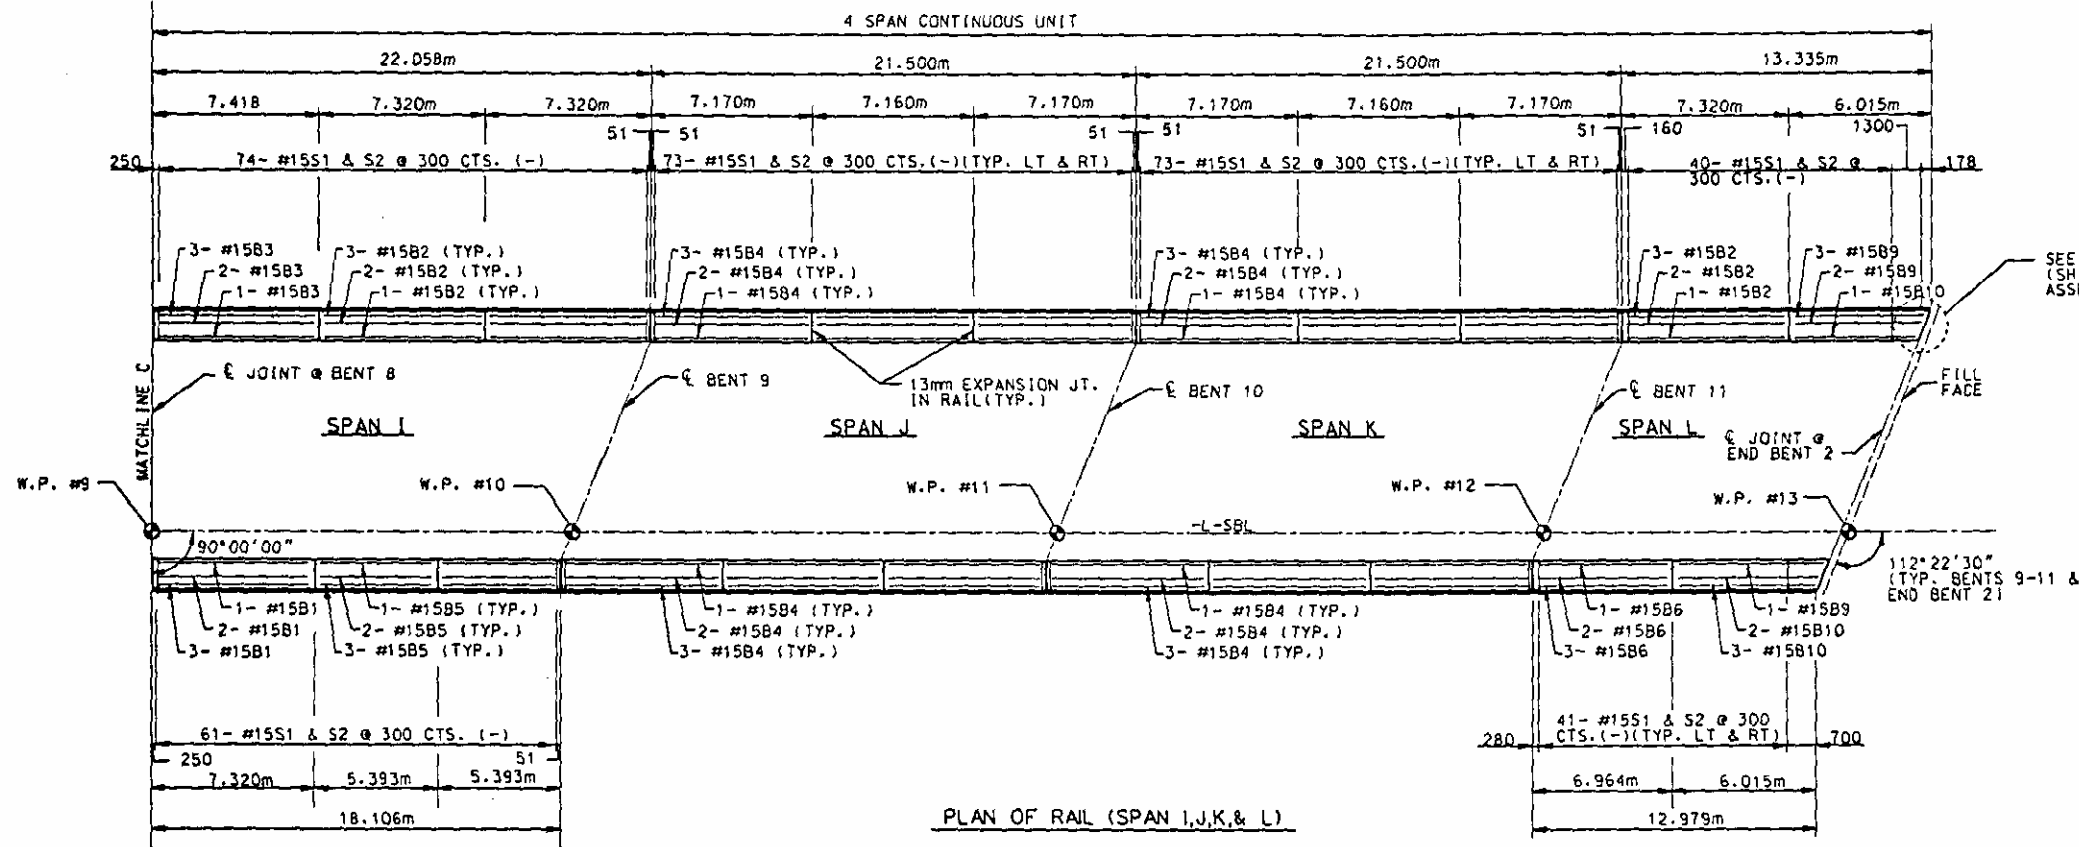 4 SPAN CONTINUOUS UNIT
22.058m 21.500m 21.500m 13.335m
7.418 7.320m 7.320m 7.170m 7.160m 7.170m 7.170m 7.160m 7.170m 7.320m 6.015m
51 51 51 51 51 160 1300
250 74- #15S1 & S2 @ 300 CTS. (-) 73- #15S1 & S2 @ 300 CTS.(-)(TYP. LT & RT) 73- #15S1 & S2 @ 300 CTS.(-)(TYP. LT & RT) 40- #15S1 & S2 @ 178
300 CTS.(-)
3- #15B3 3- #15B2 (TYP.) 3- #15B4 (TYP.) 3- #15B4 (TYP.) 3- #15B2 3- #15B9
2- #15B3 2- #15B2 (TYP.) 2- #15B4 (TYP.) 2- #15B4 (TYP.) 2- #15B2 2- #15B9
1- #15B3 1- #15B2 (TYP.) 1- #15B4 (TYP.) 1- #15B4 (TYP.) 1- #15B2 1- #15B10
SEE
(SH
ASSE
MATCHLINE C
℄ JOINT @ BENT 8
℄ BENT 9
13mm EXPANSION JT.
IN RAIL(TYP.)
℄ BENT 10
℄ BENT 11
FILL
FACE
SPAN I SPAN J SPAN K SPAN L
℄ JOINT @
END BENT 2
W.P. #9 W.P. #10 W.P. #11 W.P. #12 W.P. #13
-L-SBL
90°00'00"
112°22'30"
(TYP. BENTS 9-11 &
END BENT 2)
1- #15B1 1- #15B5 (TYP.) 1- #15B4 (TYP.) 1- #15B4 (TYP.) 1- #15B6 1- #15B9
2- #15B1 2- #15B5 (TYP.) 2- #15B4 (TYP.) 2- #15B4 (TYP.) 2- #15B6 2- #15B10
3- #15B1 3- #15B5 (TYP.) 3- #15B4 (TYP.) 3- #15B4 (TYP.) 3- #15B6 3- #15B10
61- #15S1 & S2 @ 300 CTS. (-)
250 51
280 41- #15S1 & S2 @ 300 700
CTS.(-)(TYP. LT & RT)
7.320m 5.393m 5.393m 6.964m 6.015m
18.106m 12.979m
PLAN OF RAIL (SPAN I,J,K,& L)